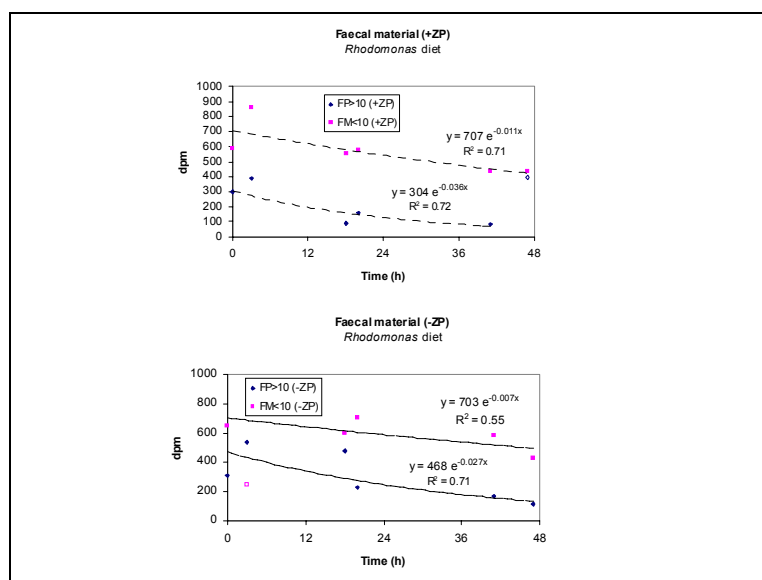 Faecal material (+ZP)
Rhodomonas diet
1000
900
800
700
600
500
400
300
200
100
0
dpm
FP>10 (+ZP)
FM<10 (+ZP)
y = 707 e-0.011x
R2 = 0.71
y = 304 e-0.036x
R2 = 0.72
0 12 24 36 48
Time (h)
Faecal material (-ZP)
Rhodomonas diet
1000
800
600
400
200
0
dpm
FP>10 (-ZP)
FM<10 (-ZP)
y = 703 e-0.007x
R2 = 0.55
y = 468 e-0.027x
R2 = 0.71
0 12 24 36 48
Time (h)